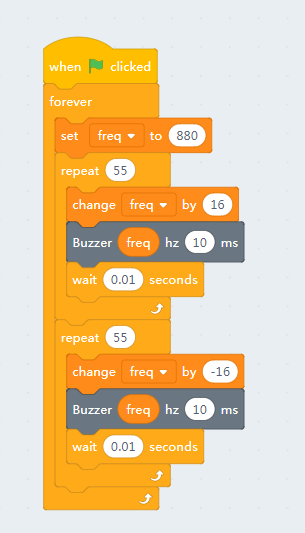 when clicked
forever
set freq to 880
repeat 55
change freq by 16
Buzzer freq hz 10 ms
wait 0.01 seconds
repeat 55
change freq by -16
Buzzer freq hz 10 ms
wait 0.01 seconds